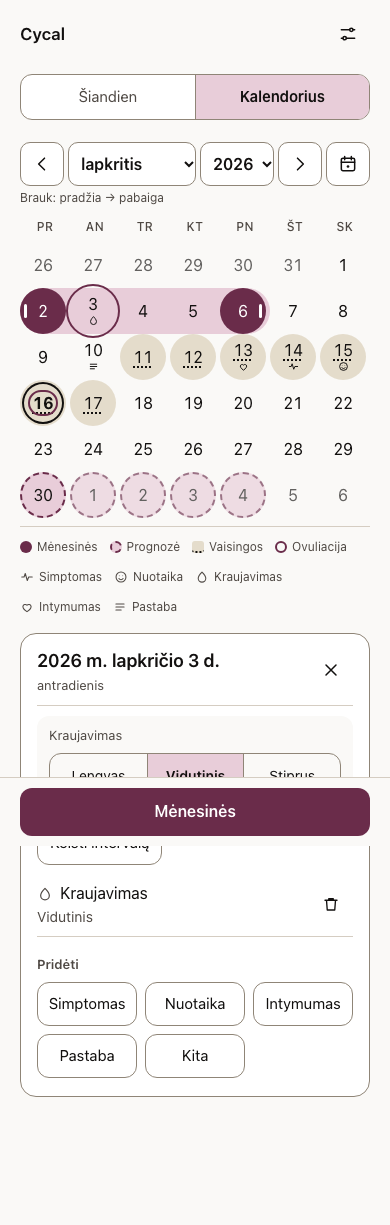 Cycal
Šiandien Kalendorius
lapkritis 2026
Brauk: pradžia → pabaiga
PR AN TR KT PN ŠT SK
26 27 28 29 30 31 1
2 3 4 5 6 7 8
9 10 11 12 13 14 15
16 17 18 19 20 21 22
23 24 25 26 27 28 29
30 1 2 3 4 5 6
Mėnesinės Prognozė Vaisingos Ovuliacija
Simptomas Nuotaika Kraujavimas
Intymumas Pastaba
2026 m. lapkričio 3 d.
antradienis
Kraujavimas
Lengvas Vidutinis Stiprus
Mėnesinės
Kraujavimas
Vidutinis
Pridėti
Simptomas Nuotaika Intymumas
Pastaba Kita